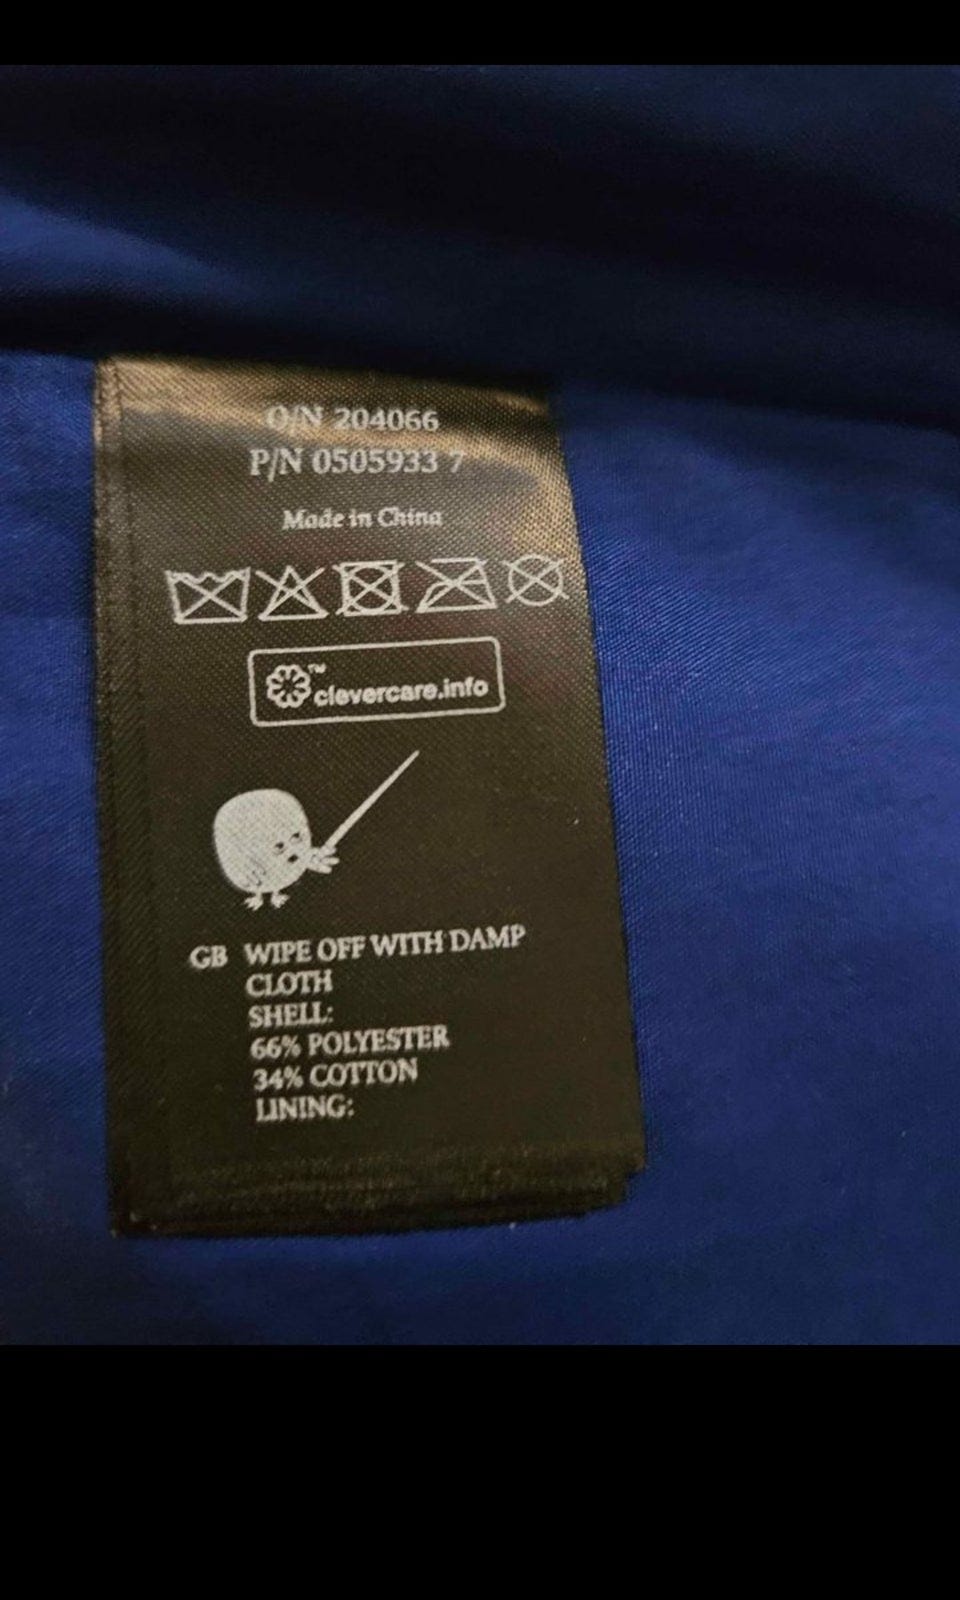 O/N 204066
P/N 0505933 7
Made in China
™
clevercare.info
GB WIPE OFF WITH DAMP
CLOTH
SHELL:
66% POLYESTER
34% COTTON
LINING: